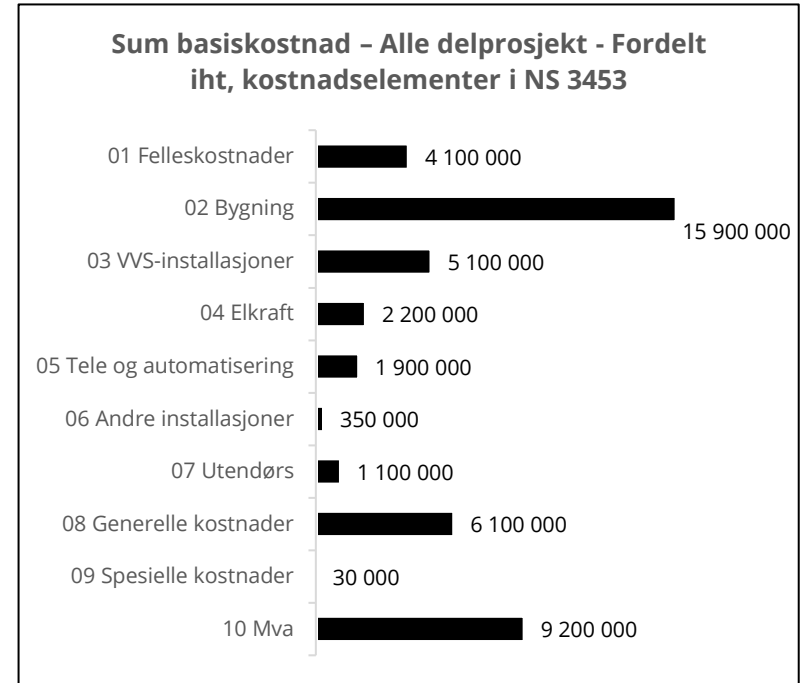 Sum basiskostnad – Alle delprosjekt - Fordelt
iht, kostnadselementer i NS 3453
01 Felleskostnader 4 100 000
02 Bygning 15 900 000
03 VVS-installasjoner 5 100 000
04 Elkraft 2 200 000
05 Tele og automatisering 1 900 000
06 Andre installasjoner 350 000
07 Utendørs 1 100 000
08 Generelle kostnader 6 100 000
09 Spesielle kostnader 30 000
10 Mva 9 200 000